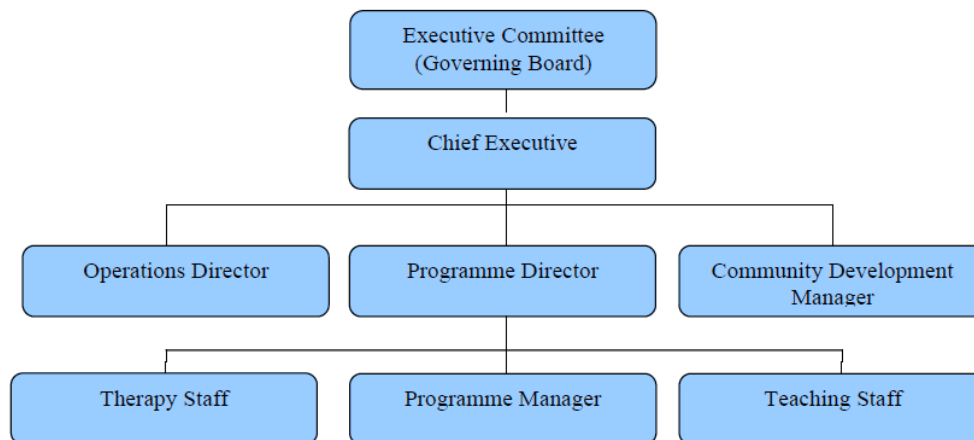 Executive Committee
(Governing Board)
Chief Executive
Operations Director
Programme Director
Community Development
Manager
Therapy Staff
Programme Manager
Teaching Staff